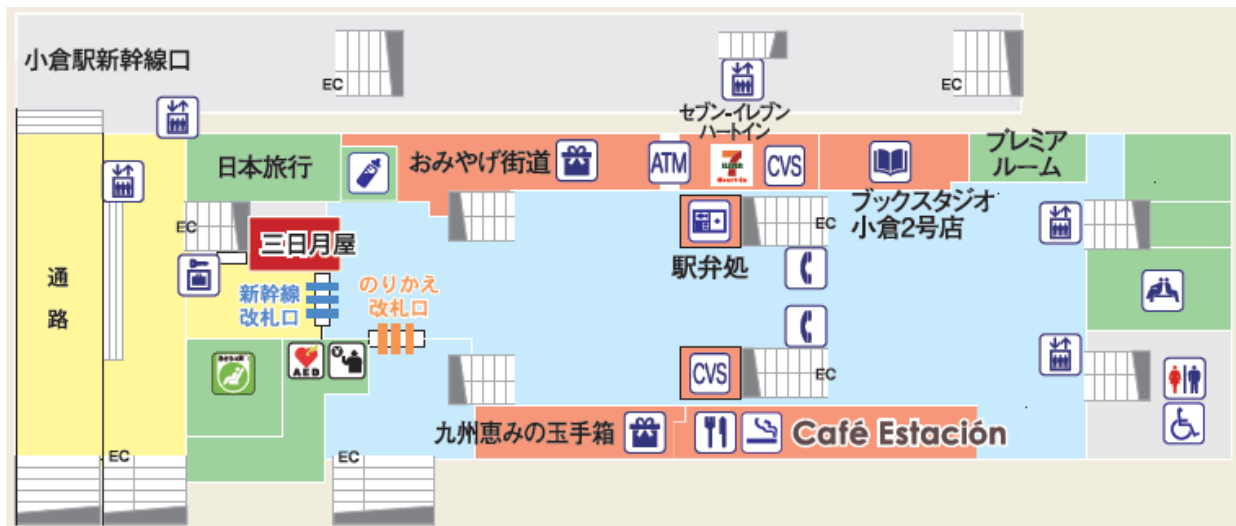 小倉駅新幹線口
EC
EC
セブン-イレブン
ハートイン
日本旅行
おみやげ街道
ATM
CVS
プレミア
ルーム
ブックスタジオ
小倉2号店
EC
三日月屋
EC
駅弁処
通路
新幹線
改札口
のりかえ
改札口
AED
CVS
EC
九州恵みの玉手箱
Café Estación
EC
EC